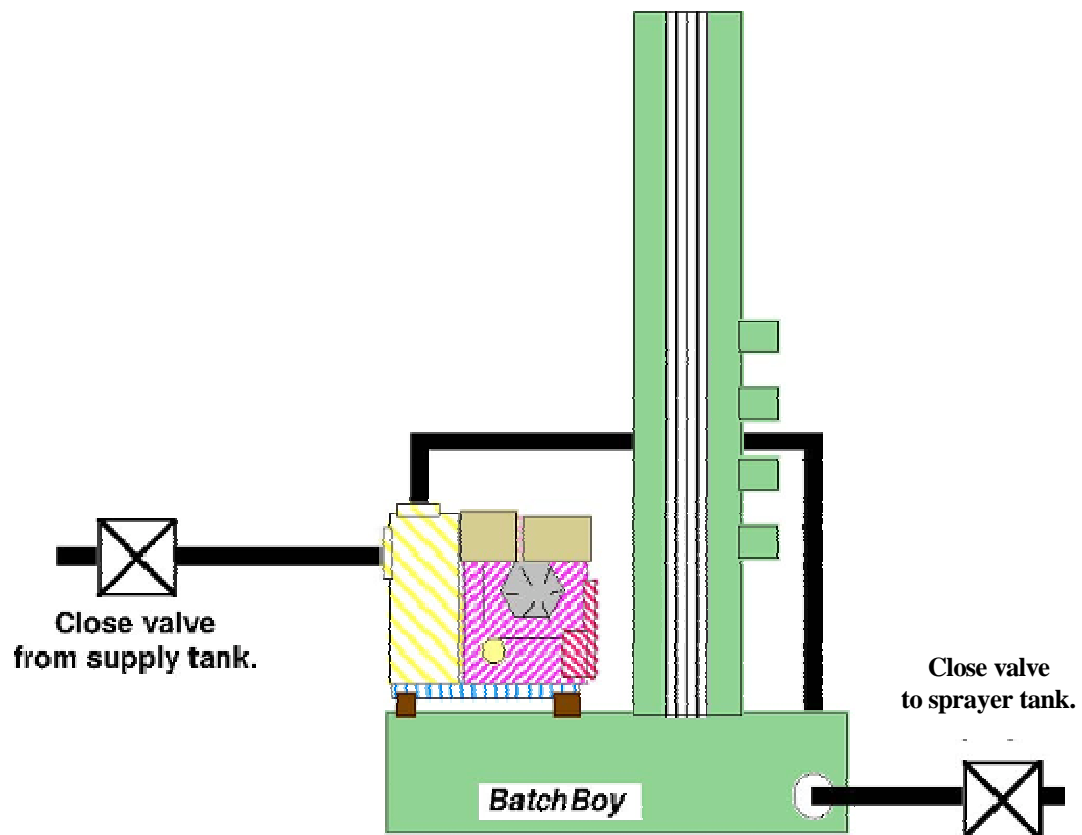 Close valve
from supply tank.
Close valve
to sprayer tank.
BatchBoy